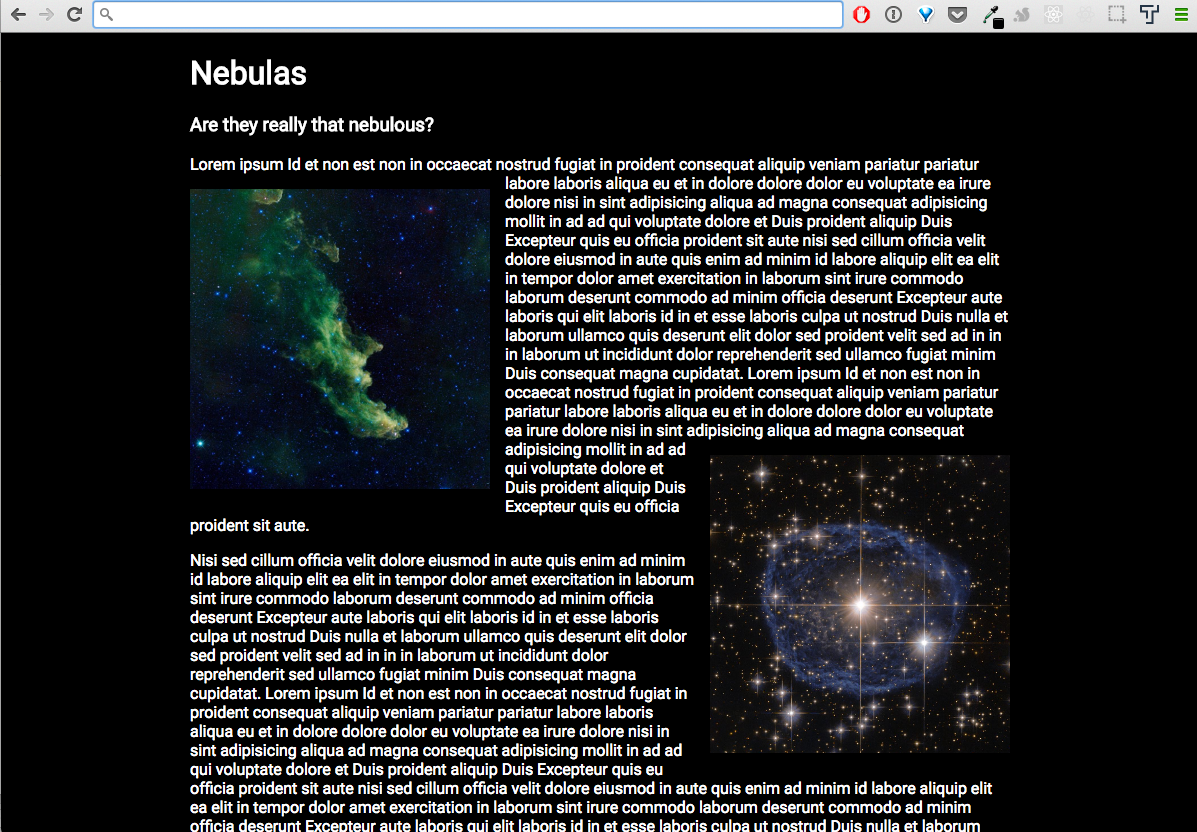 Nebulas
Are they really that nebulous?
Lorem ipsum Id et non est non in occaecat nostrud fugiat in proident consequat aliquip veniam pariatur pariatur
labore laboris aliqua eu et in dolore dolore dolor eu voluptate ea irure
dolore nisi in sint adipisicing aliqua ad magna consequat adipisicing
mollit in ad ad qui voluptate dolore et Duis proident aliquip Duis
Excepteur quis eu officia proident sit aute nisi sed cillum officia velit
dolore eiusmod in aute quis enim ad minim id labore aliquip elit ea elit
in tempor dolor amet exercitation in laborum sint irure commodo
laborum deserunt commodo ad minim officia deserunt Excepteur aute
laboris qui elit laboris id in et esse laboris culpa ut nostrud Duis nulla et
laborum ullamco quis deserunt elit dolor sed proident velit sed ad in in
in laborum ut incididunt dolor reprehenderit sed ullamco fugiat minim
Duis consequat magna cupidatat. Lorem ipsum Id et non est non in
occaecat nostrud fugiat in proident consequat aliquip veniam pariatur
pariatur labore laboris aliqua eu et in dolore dolore dolor eu voluptate
ea irure dolore nisi in sint adipisicing aliqua ad magna consequat
adipisicing mollit in ad ad
qui voluptate dolore et
Duis proident aliquip Duis
Excepteur quis eu officia
proident sit aute.
Nisi sed cillum officia velit dolore eiusmod in aute quis enim ad minim
id labore aliquip elit ea elit in tempor dolor amet exercitation in laborum
sint irure commodo laborum deserunt commodo ad minim officia
deserunt Excepteur aute laboris qui elit laboris id in et esse laboris
culpa ut nostrud Duis nulla et laborum ullamco quis deserunt elit dolor
sed proident velit sed ad in in in laborum ut incididunt dolor
reprehenderit sed ullamco fugiat minim Duis consequat magna
cupidatat. Lorem ipsum Id et non est non in occaecat nostrud fugiat in
proident consequat aliquip veniam pariatur pariatur labore laboris
aliqua eu et in dolore dolore dolor eu voluptate ea irure dolore nisi in
sint adipisicing aliqua ad magna consequat adipisicing mollit in ad ad
qui voluptate dolore et Duis proident aliquip Duis Excepteur quis eu
officia proident sit aute nisi sed cillum officia velit dolore eiusmod in aute quis enim ad minim id labore aliquip elit
ea elit in tempor dolor amet exercitation in laborum sint irure commodo laborum deserunt commodo ad minim
officia deserunt Excepteur aute laboris qui elit laboris id in et esse laboris culpa ut nostrud Duis nulla et laborum